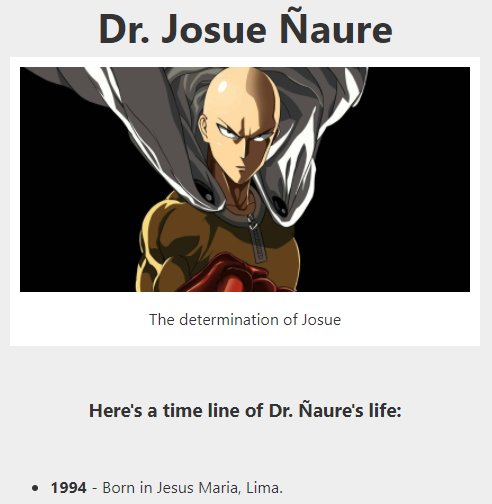 Dr. Josue Ñaure
The determination of Josue
Here's a time line of Dr. Ñaure's life:
1994 - Born in Jesus Maria, Lima.